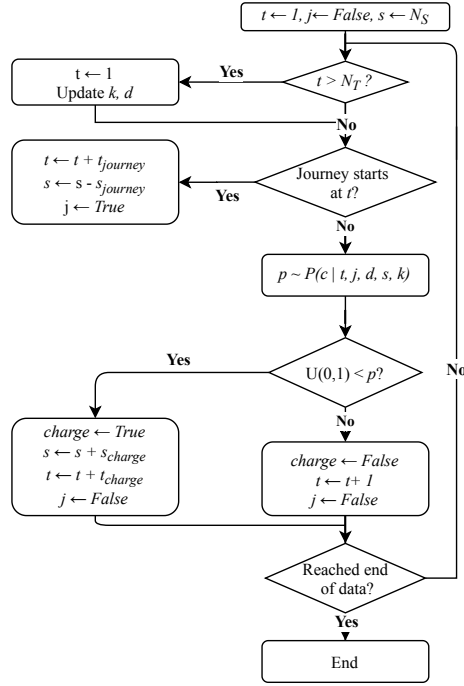 t ← 1, j← False, s ← N_S
t > N_T ?
Yes
t ← 1
Update k, d
No
Journey starts
at t?
Yes
t ← t + t_journey
s ← s - s_journey
j ← True
No
p ~ P(c | t, j, d, s, k)
U(0,1) < p?
Yes
No
No
charge ← True
s ← s + s_charge
t ← t + t_charge
j ← False
charge ← False
t ← t+ 1
j ← False
Reached end
of data?
Yes
End